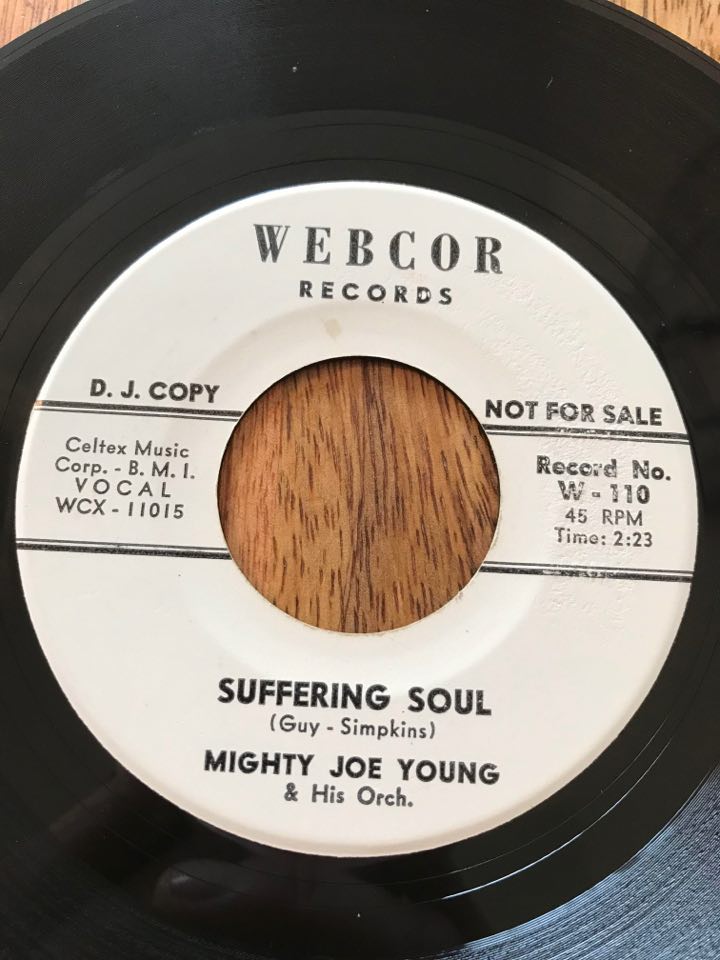 WEBCOR
RECORDS
D. J. COPY
NOT FOR SALE
Celtex Music
Corp. - B. M. I.
VOCAL
WCX - 11015
Record No.
W - 110
45 RPM
Time: 2:23
SUFFERING SOUL
(Guy - Simpkins)
MIGHTY JOE YOUNG
& His Orch.